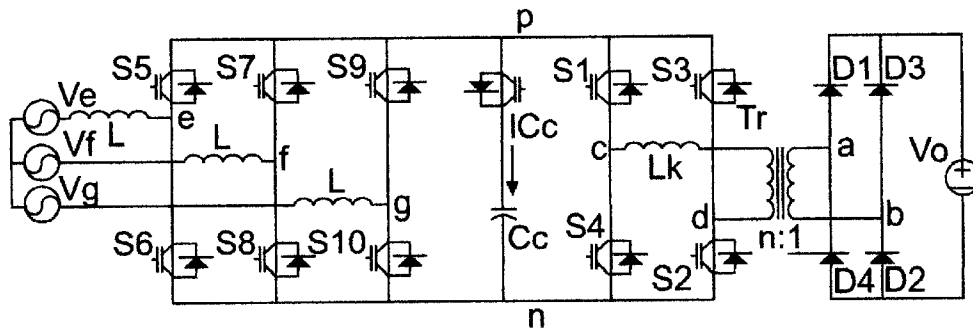 p
S5
S7
S9
S1
S3
D1
D3
Ve
L
e
ICc
Tr
Vf
L
f
c
Lk
a
Vo
Vg
L
g
d
b
S6
S8
S10
Cc
S4
S2
n:1
D4
D2
n